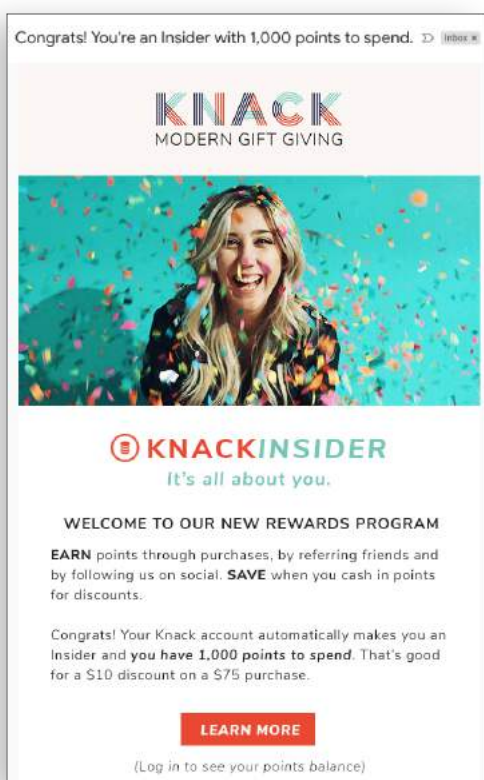 Congrats! You're an Insider with 1,000 points to spend. Inbox x
KNACK
MODERN GIFT GIVING
KNACKINSIDER
It's all about you.
WELCOME TO OUR NEW REWARDS PROGRAM
EARN points through purchases, by referring friends and
by following us on social. SAVE when you cash in points
for discounts.
Congrats! Your Knack account automatically makes you an
Insider and you have 1,000 points to spend. That's good
for a $10 discount on a $75 purchase.
LEARN MORE
(Log in to see your points balance)